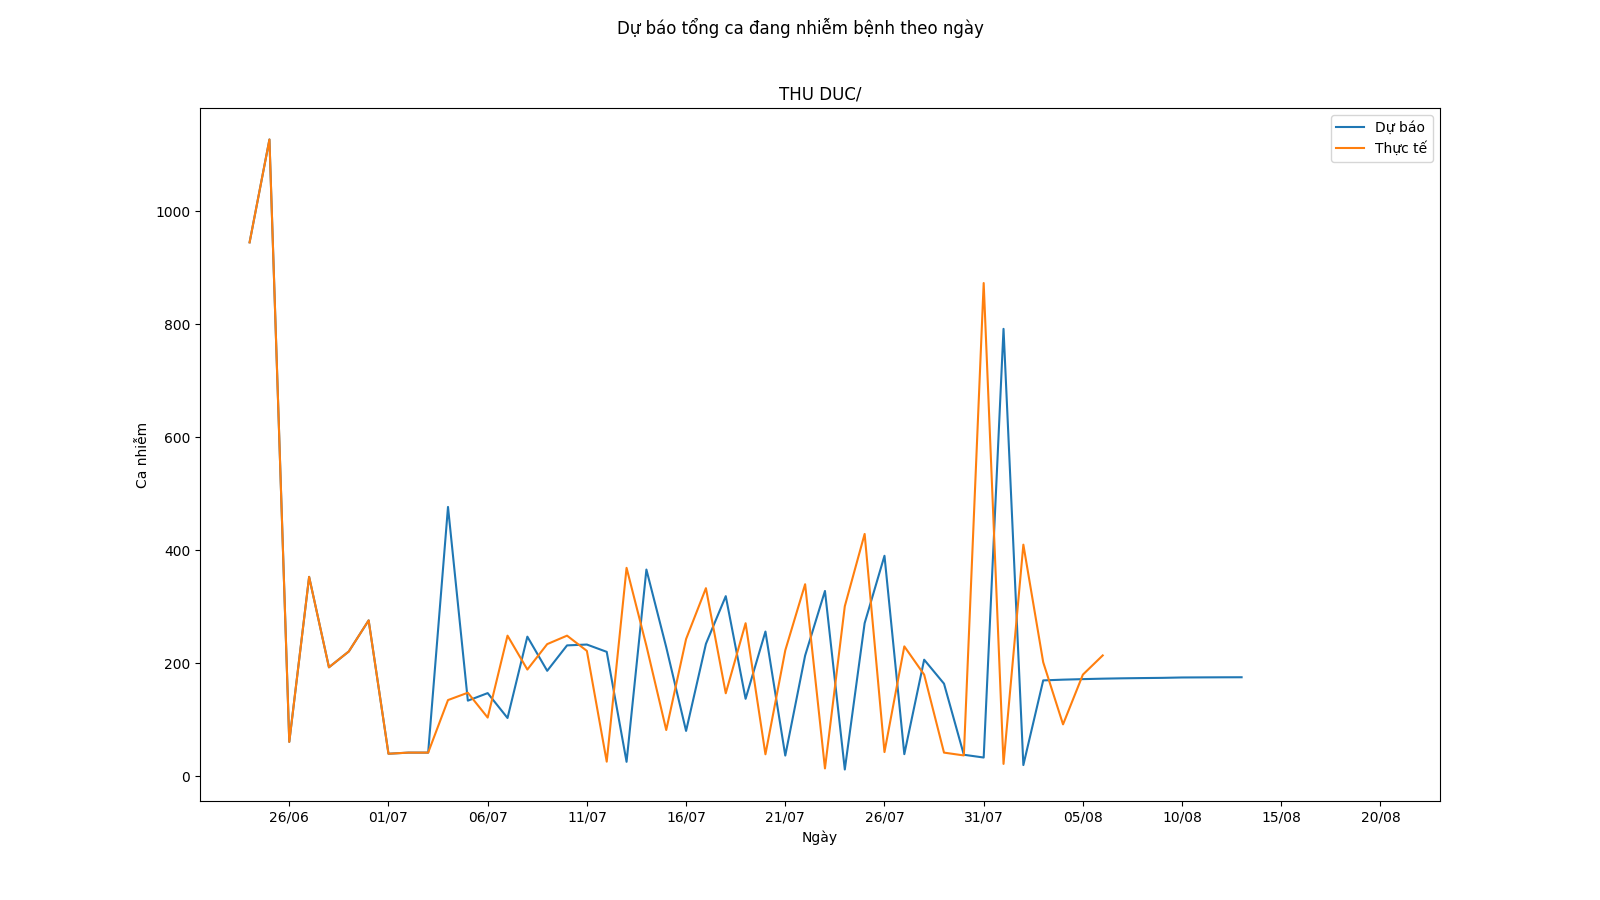 Dự báo tổng ca đang nhiễm bệnh theo ngày
THU DUC/
Dự báo
Thực tế
1000
800
600
400
200
0
Ca nhiễm
26/06 01/07 06/07 11/07 16/07 21/07 26/07 31/07 05/08 10/08 15/08 20/08
Ngày